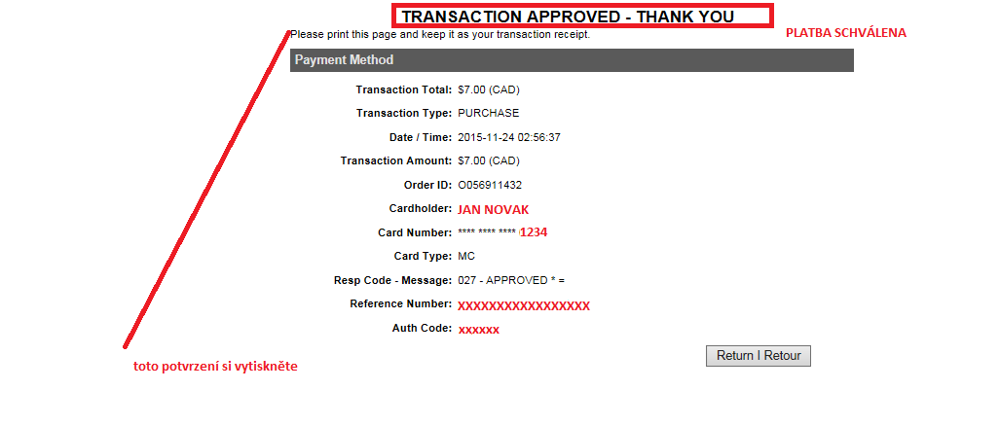 TRANSACTION APPROVED - THANK YOU
Please print this page and keep it as your transaction receipt.
PLATBA SCHVÁLENA
Payment Method
Transaction Total: $7.00 (CAD)
Transaction Type: PURCHASE
Date / Time: 2015-11-24 02:56:37
Transaction Amount: $7.00 (CAD)
Order ID: O056911432
Cardholder: JAN NOVAK
Card Number: **** **** **** 1234
Card Type: MC
Resp Code - Message: 027 - APPROVED * =
Reference Number: XXXXXXXXXXXXXXXXX
Auth Code: xxxxxx
Return I Retour
toto potvrzení si vytiskněte